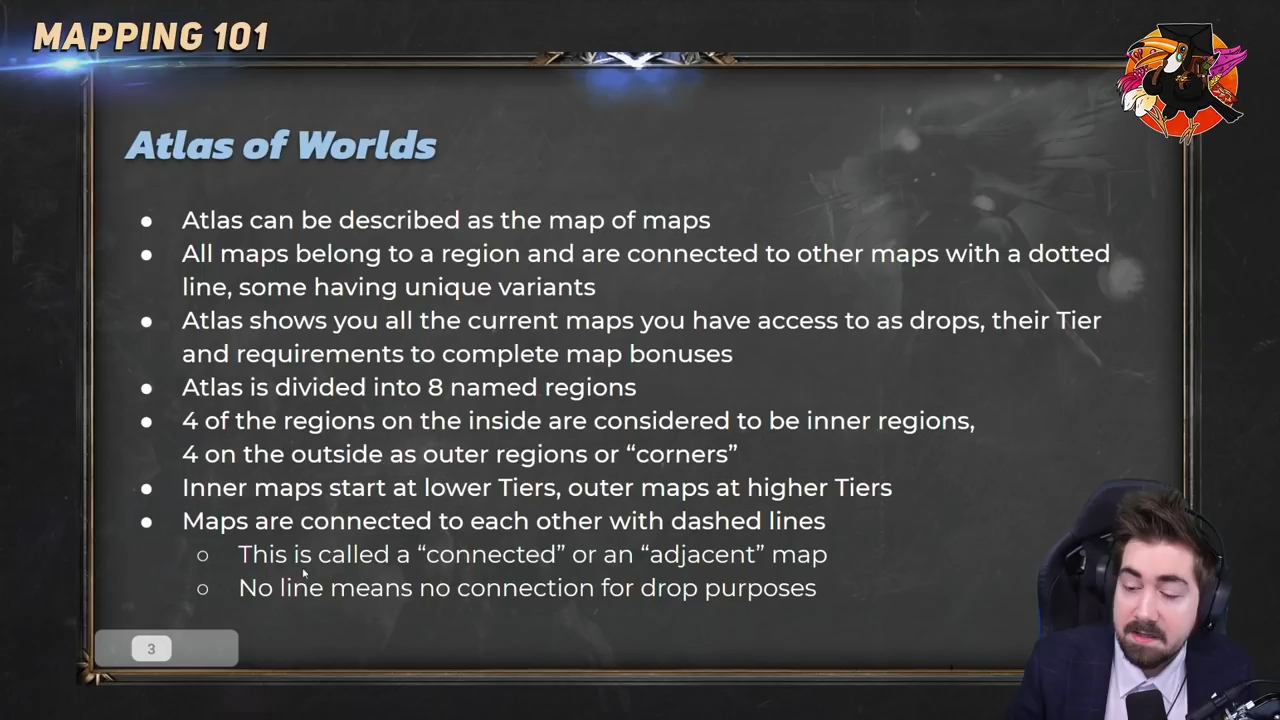 MAPPING 101
Atlas of Worlds
● Atlas can be described as the map of maps
● All maps belong to a region and are connected to other maps with a dotted
line, some having unique variants
● Atlas shows you all the current maps you have access to as drops, their Tier
and requirements to complete map bonuses
● Atlas is divided into 8 named regions
● 4 of the regions on the inside are considered to be inner regions,
4 on the outside as outer regions or “corners”
● Inner maps start at lower Tiers, outer maps at higher Tiers
● Maps are connected to each other with dashed lines
○ This is called a “connected” or an “adjacent” map
○ No line means no connection for drop purposes
3